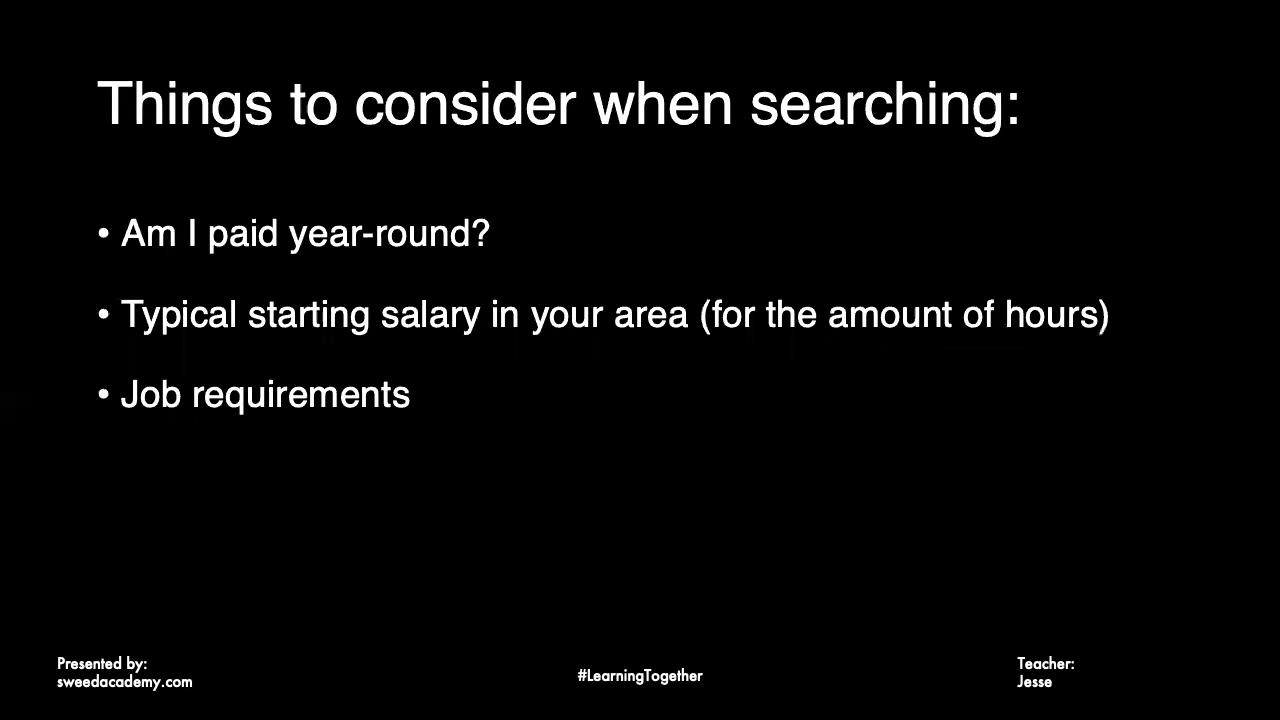 Things to consider when searching:
• Am I paid year-round?
• Typical starting salary in your area (for the amount of hours)
• Job requirements
Presented by:
sweedacademy.com
#LearningTogether
Teacher:
Jesse